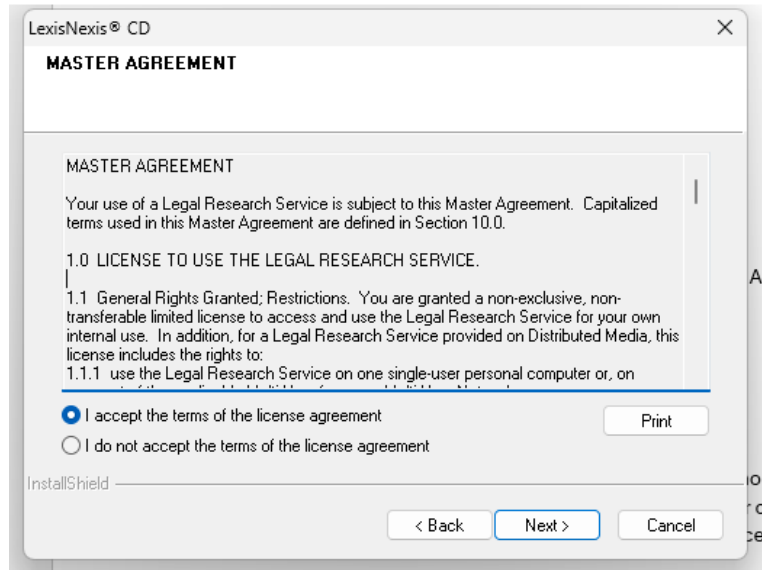 LexisNexis® CD
MASTER AGREEMENT
MASTER AGREEMENT
Your use of a Legal Research Service is subject to this Master Agreement.  Capitalized
terms used in this Master Agreement are defined in Section 10.0.
1.0  LICENSE TO USE THE LEGAL RESEARCH SERVICE.
1.1  General Rights Granted; Restrictions.  You are granted a non-exclusive, non-
transferable limited license to access and use the Legal Research Service for your own
internal use.  In addition, for a Legal Research Service provided on Distributed Media, this
license includes the rights to:
1.1.1  use the Legal Research Service on one single-user personal computer or, on
I accept the terms of the license agreement
Print
I do not accept the terms of the license agreement
InstallShield
< Back
Next >
Cancel